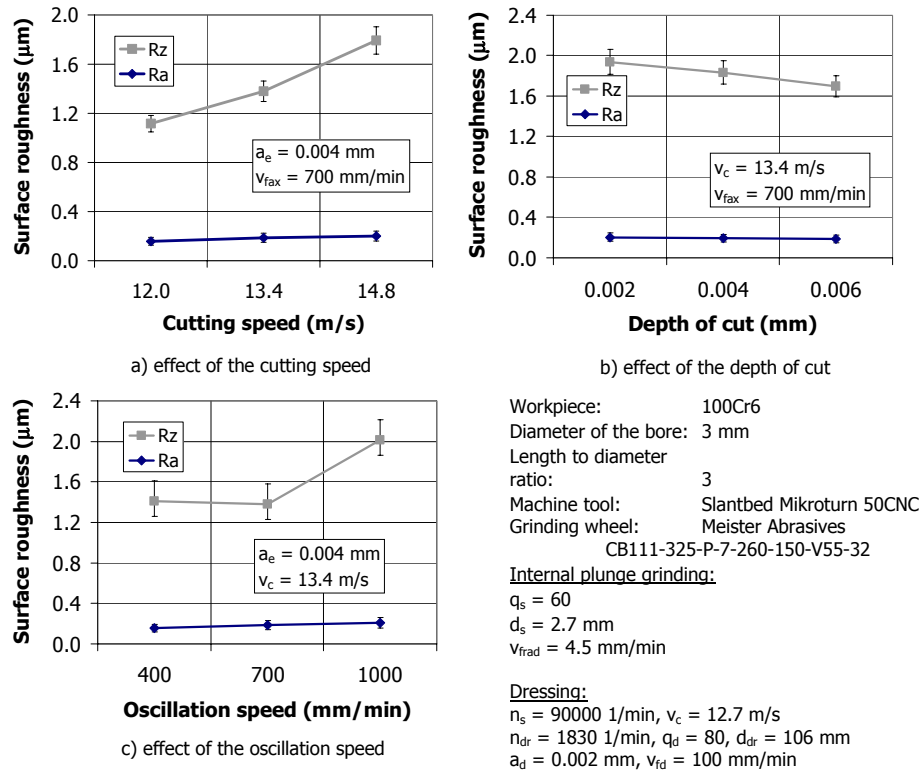 Surface roughness (µm)
2.0
1.6
1.2
0.8
0.4
0.0
Rz
Ra
a_e = 0.004 mm
v_fax = 700 mm/min
12.0 13.4 14.8
Cutting speed (m/s)
a) effect of the cutting speed
Surface roughness (µm)
2.4
2.0
1.6
1.2
0.8
0.4
0.0
Rz
Ra
v_c = 13.4 m/s
v_fax = 700 mm/min
0.002 0.004 0.006
Depth of cut (mm)
b) effect of the depth of cut
Surface roughness (µm)
2.4
2.0
1.6
1.2
0.8
0.4
0.0
Rz
Ra
a_e = 0.004 mm
v_c = 13.4 m/s
400 700 1000
Oscillation speed (mm/min)
c) effect of the oscillation speed
Workpiece: 100Cr6
Diameter of the bore: 3 mm
Length to diameter
ratio: 3
Machine tool: Slantbed Mikroturn 50CNC
Grinding wheel: Meister Abrasives
CB111-325-P-7-260-150-V55-32
Internal plunge grinding:
q_s = 60
d_s = 2.7 mm
v_frad = 4.5 mm/min
Dressing:
n_s = 90000 1/min, v_c = 12.7 m/s
n_dr = 1830 1/min, q_d = 80, d_dr = 106 mm
a_d = 0.002 mm, v_fd = 100 mm/min